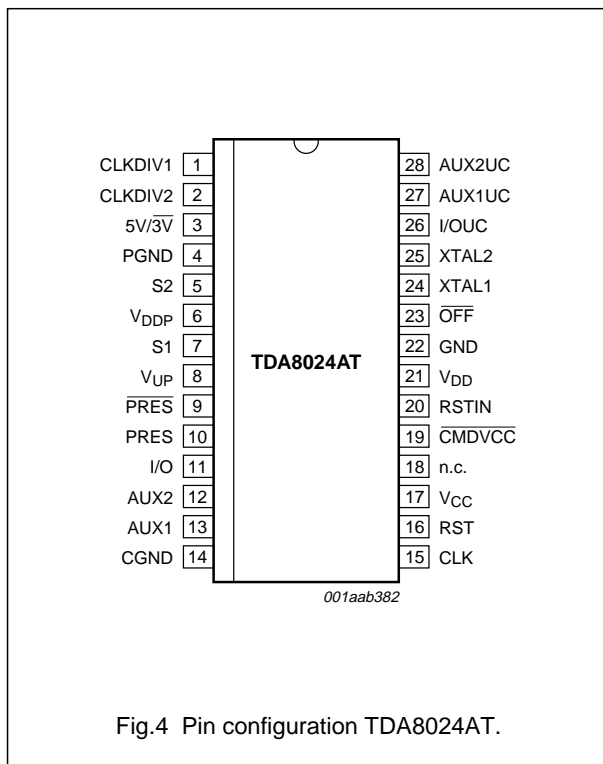 CLKDIV1 1
CLKDIV2 2
5V/3V̅ 3
PGND 4
S2 5
VDDP 6
S1 7
VUP 8
P̅R̅E̅S̅ 9
PRES 10
I/O 11
AUX2 12
AUX1 13
CGND 14
TDA8024AT
28 AUX2UC
27 AUX1UC
26 I/OUC
25 XTAL2
24 XTAL1
23 O̅F̅F̅
22 GND
21 VDD
20 RSTIN
19 C̅M̅D̅V̅C̅C̅
18 n.c.
17 VCC
16 RST
15 CLK
001aab382
Fig.4 Pin configuration TDA8024AT.